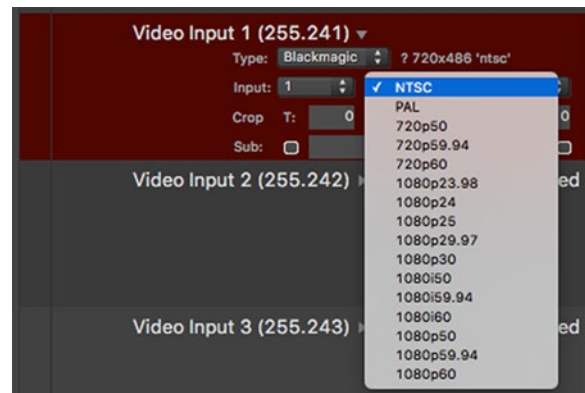 Video Input 1 (255.241) ▼
Type: Blackmagic ? 720x486 'ntsc'
Input: 1 ✓ NTSC
PAL
Crop T: 0 0
720p50
720p59.94
Sub:
720p60
Video Input 2 (255.242) ed
1080p23.98
1080p24
1080p25
1080p29.97
1080p30
1080i50
1080i59.94
1080i60
Video Input 3 (255.243) ed
1080p50
1080p59.94
1080p60